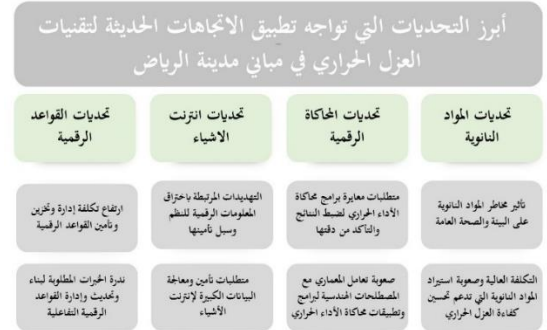 أبرز التحديات التي تواجه تطبيق الاتجاهات الحديثة لتقنيات
العزل الحراري في مباني مدينة الرياض
تحديات المواد
النانوية
تحديات المحاكاة
الرقمية
تحديات انترنت
الاشياء
تحديات القواعد
الرقمية
تأثير مخاطر المواد النانوية
على البيئة والصحة العامة
متطلبات معايرة برامج محاكاة
الأداء الحراري لضبط النتائج
والتأكد من دقتها
التهديدات المرتبطة باختراق
المعلومات الرقمية للنظم
وسبل تأمينها
ارتفاع تكلفة إدارة وتخزين
وتأمين القواعد الرقمية
التكلفة العالية وصعوبة استيراد
المواد النانوية التي تدعم تحسين
كفاءة العزل الحراري
صعوبة تعامل المعماري مع
المصطلحات الهندسية لبرامج
وتطبيقات محاكاة الأداء الحراري
متطلبات تأمين ومعالجة
البيانات الكبيرة لإنترنت
الأشياء
ندرة الخبرات المطلوبة لبناء
وتحديث وإدارة القواعد
الرقمية التفاعلية